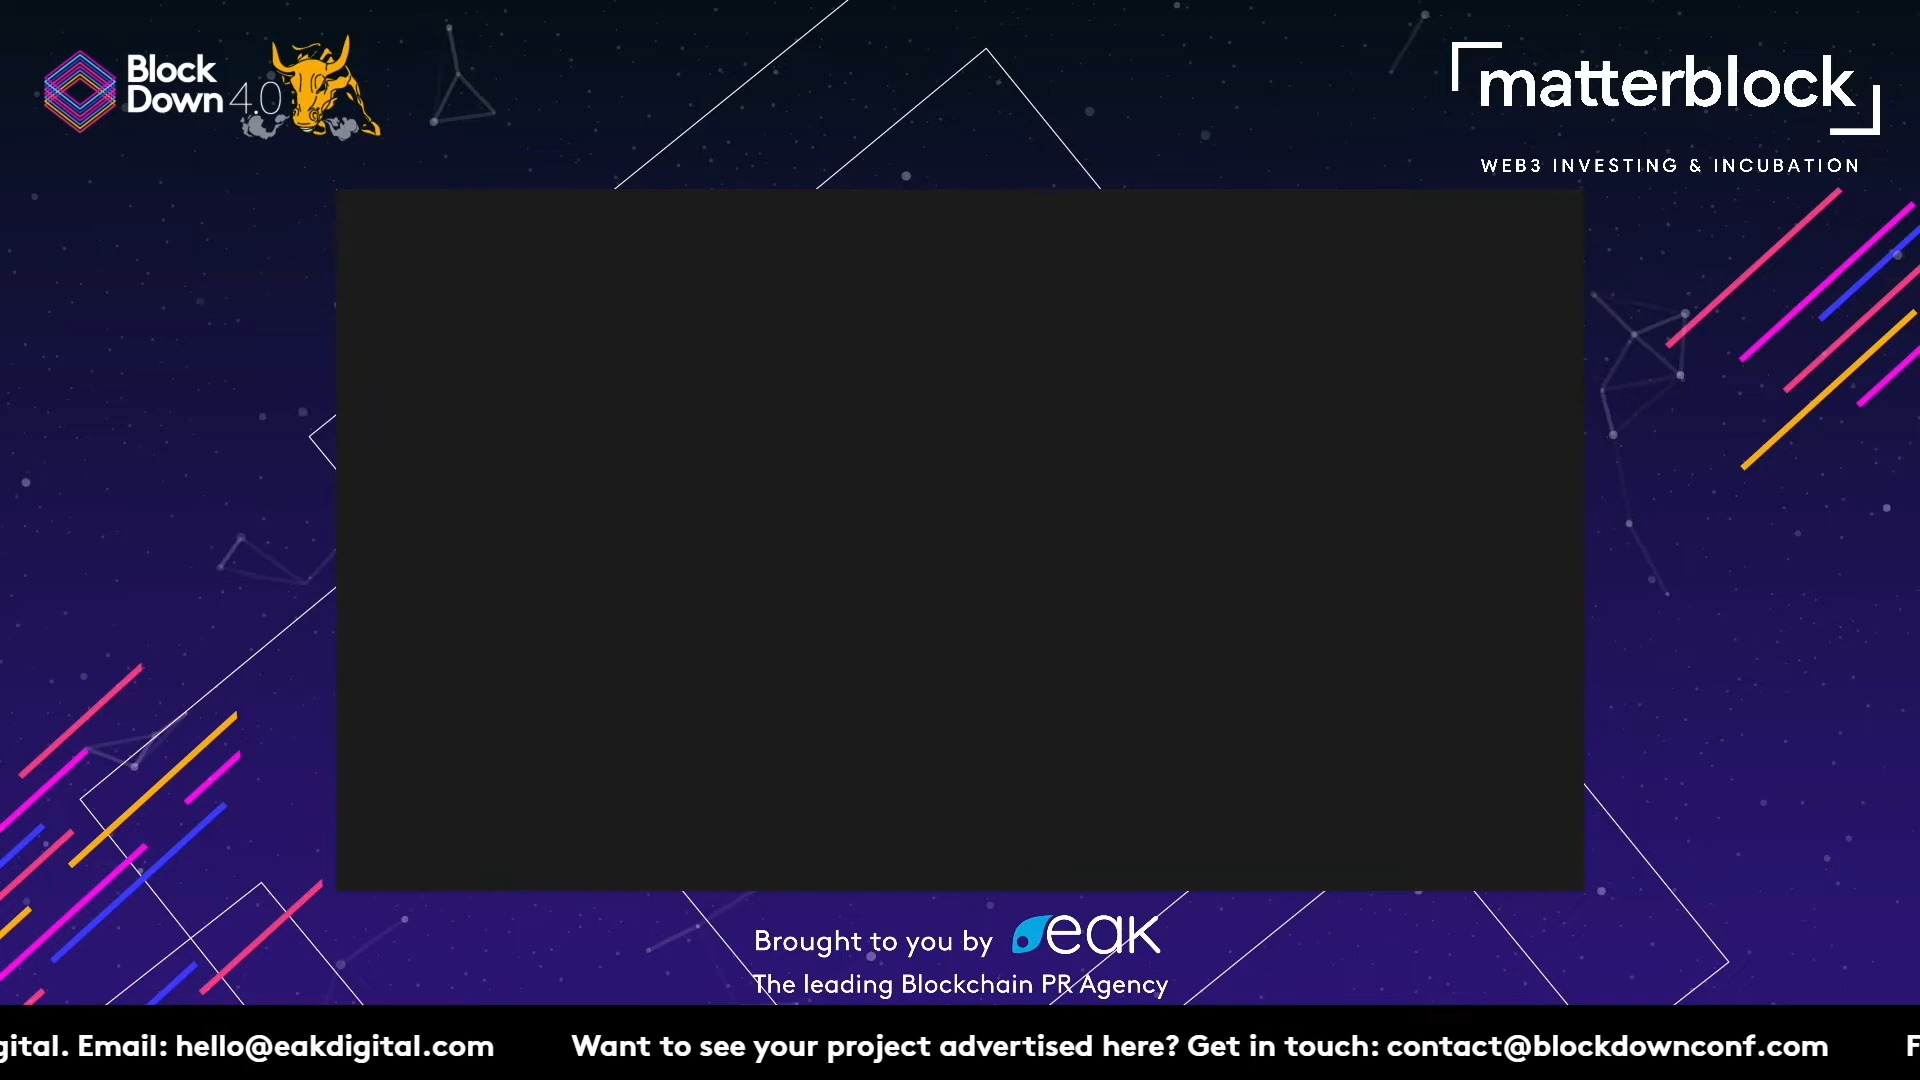 Block
Down 4.0
matterblock
WEB3 INVESTING & INCUBATION
Brought to you by eak
The leading Blockchain PR Agency
gital. Email: hello@eakdigital.com Want to see your project advertised here? Get in touch: contact@blockdownconf.com F